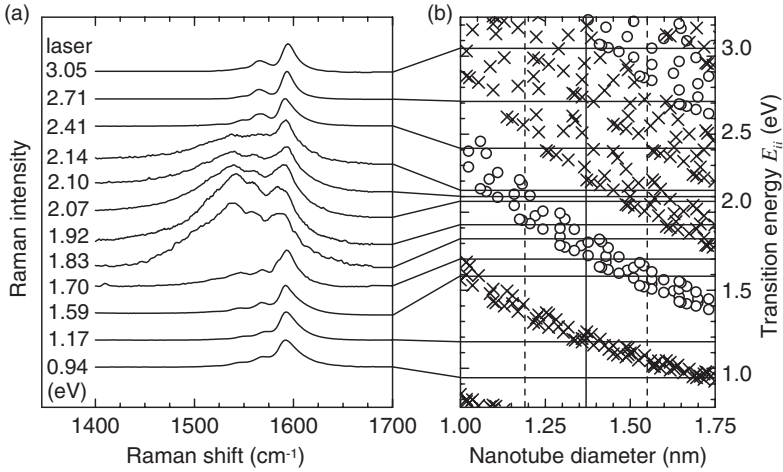 (a)
laser
3.05
2.71
2.41
2.14
2.10
2.07
1.92
1.83
1.70
1.59
1.17
0.94
(eV)
Raman intensity
1400 1500 1600 1700
Raman shift (cm-1)
(b)
3.0
2.5
2.0
1.5
1.0
Transition energy Eii (eV)
1.00 1.25 1.50 1.75
Nanotube diameter (nm)